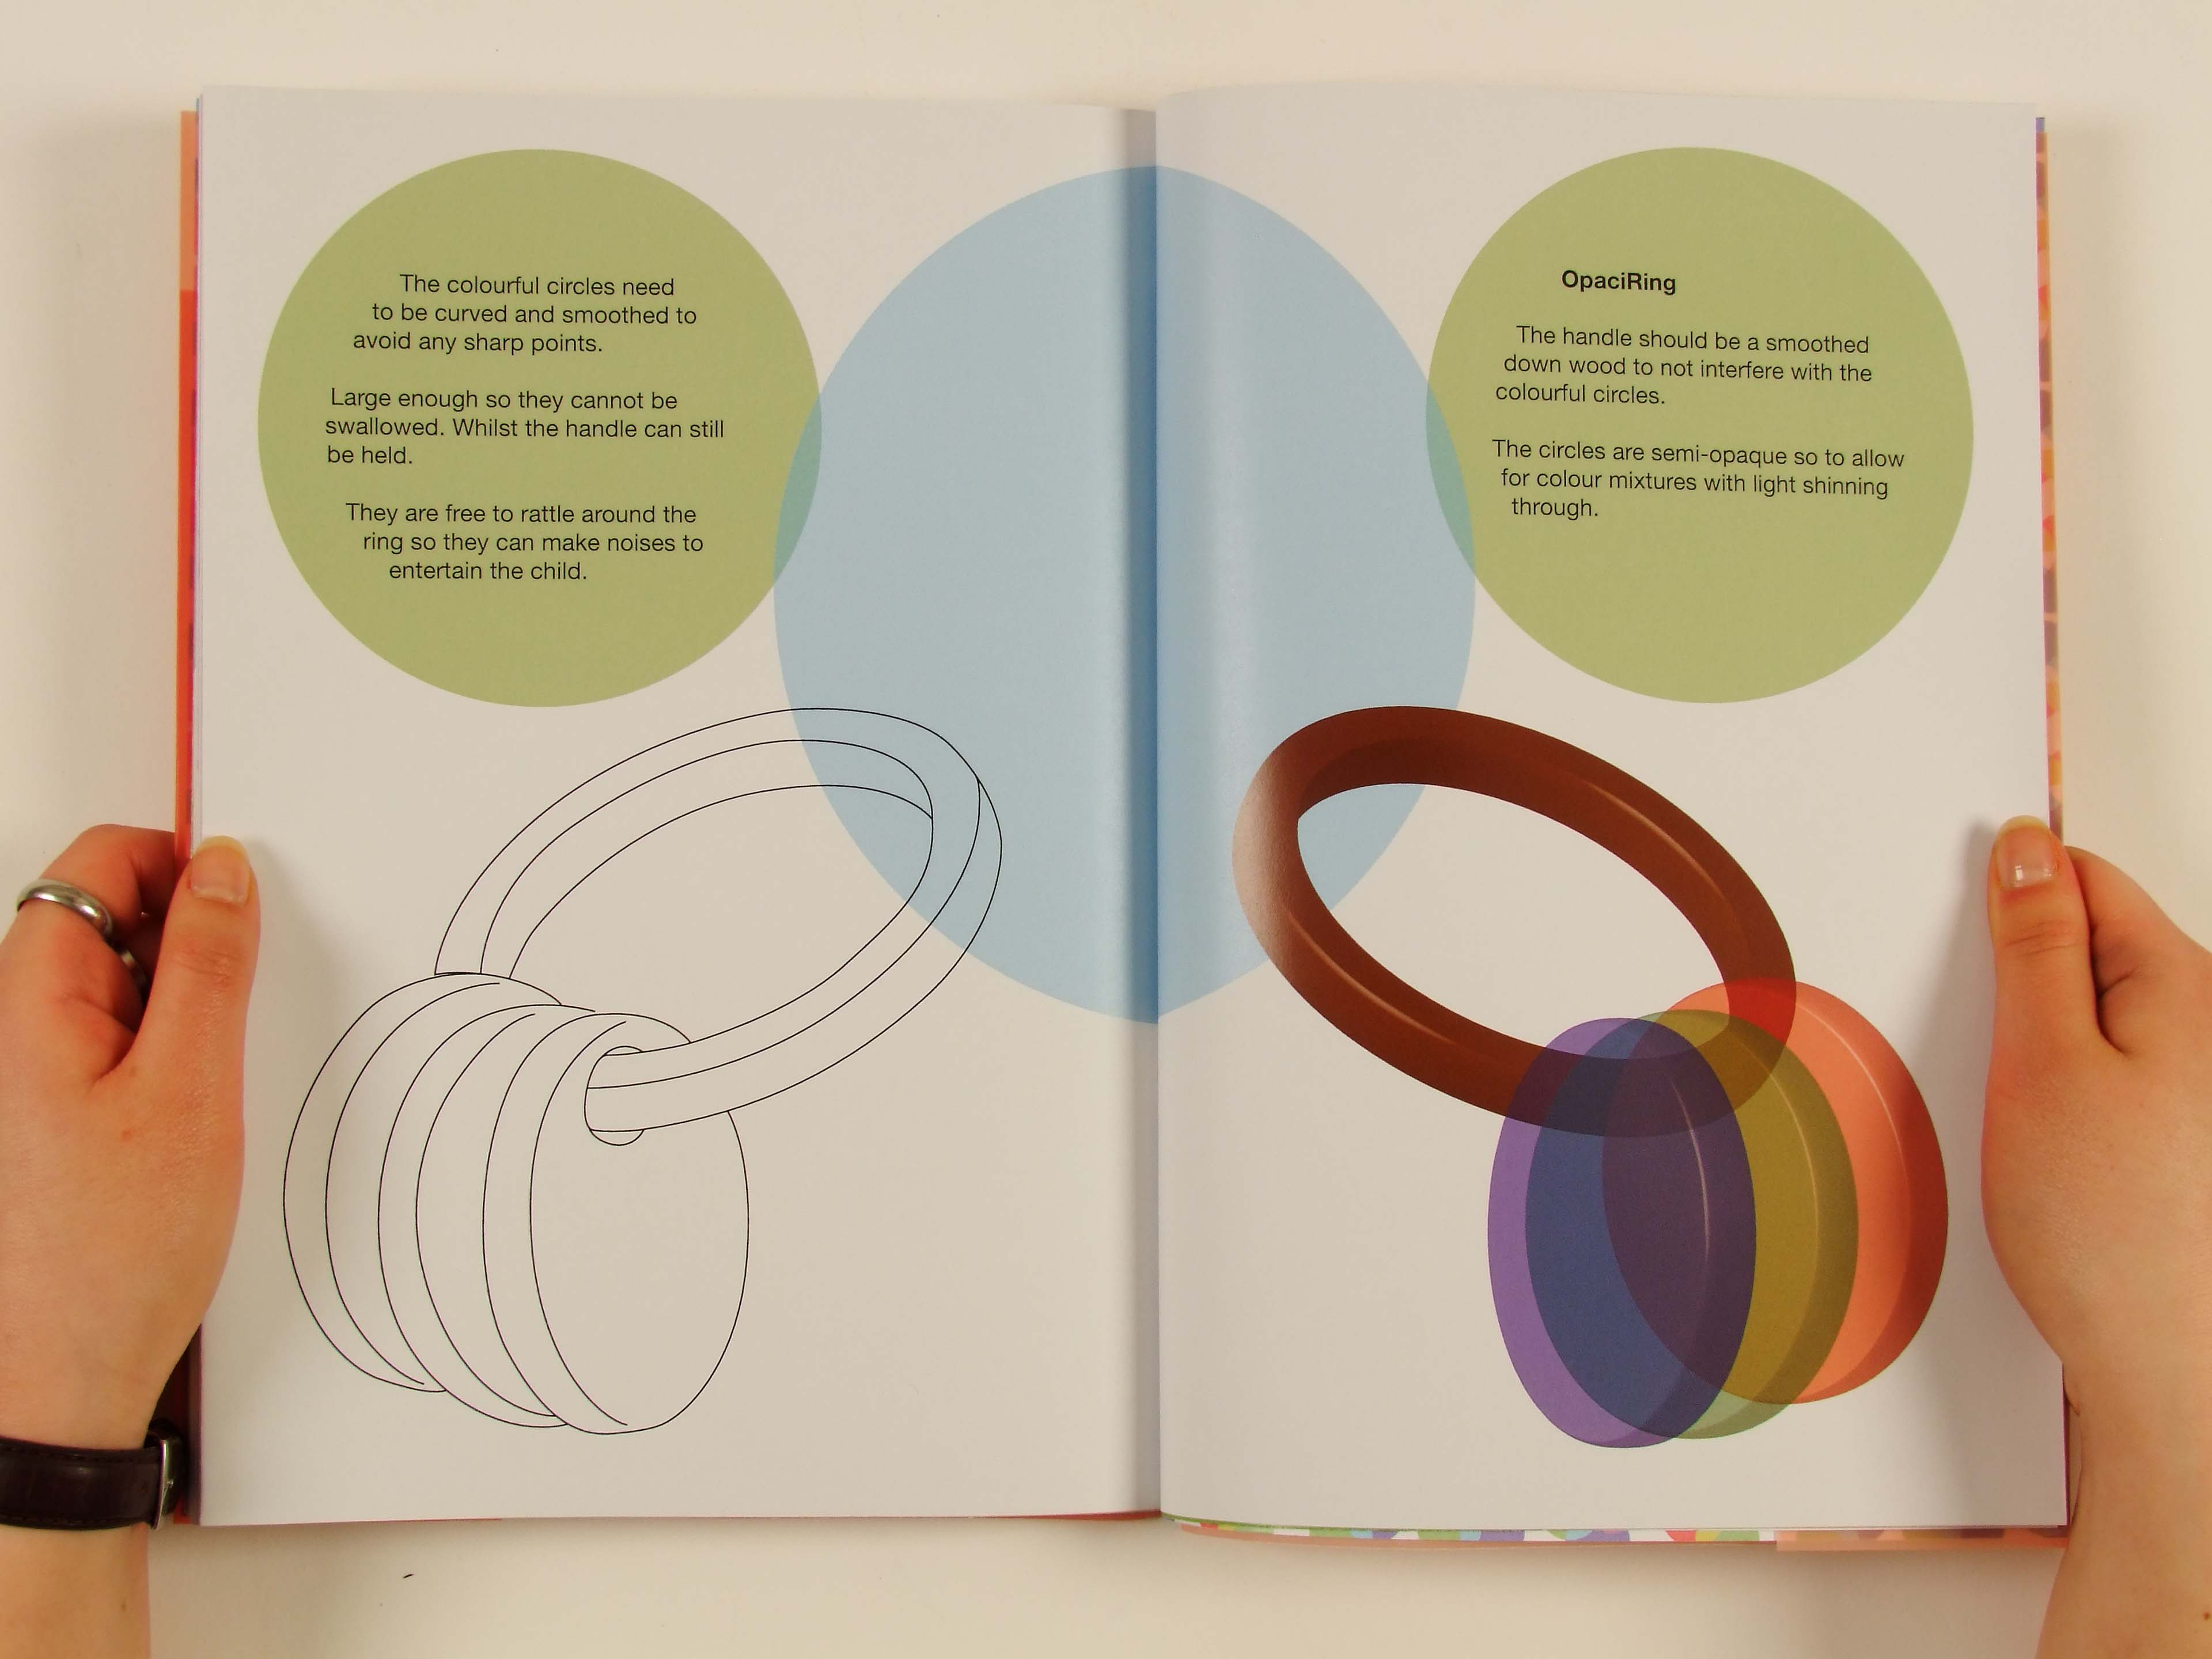 The colourful circles need
to be curved and smoothed to
avoid any sharp points.
Large enough so they cannot be
swallowed. Whilst the handle can still
be held.
They are free to rattle around the
ring so they can make noises to
entertain the child.
OpaciRing
The handle should be a smoothed
down wood to not interfere with the
colourful circles.
The circles are semi-opaque so to allow
for colour mixtures with light shinning
through.